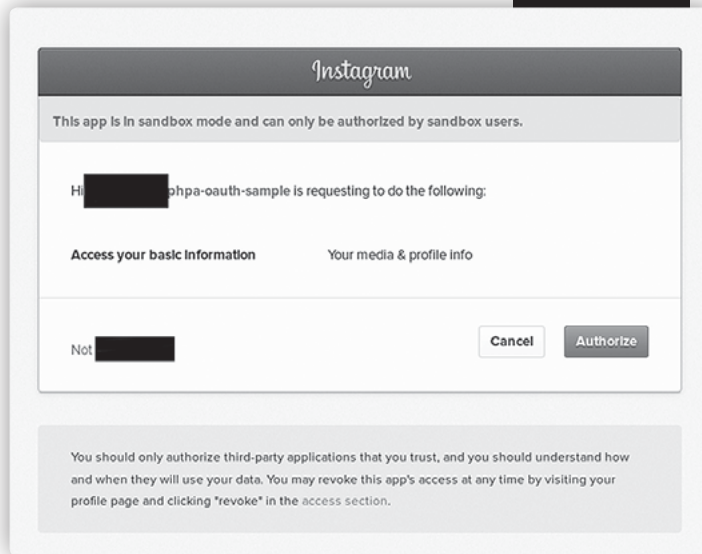 Instagram
This app is in sandbox mode and can only be authorized by sandbox users.
Hi phpa-oauth-sample is requesting to do the following:
Access your basic information Your media & profile info
Not
Cancel Authorize
You should only authorize third-party applications that you trust, and you should understand how
and when they will use your data. You may revoke this app's access at any time by visiting your
profile page and clicking "revoke" in the access section.